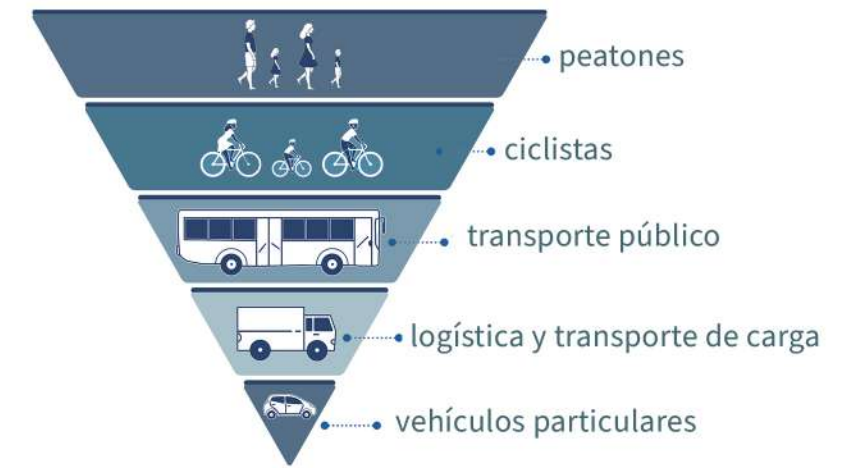 peatones
ciclistas
transporte público
logística y transporte de carga
vehículos particulares